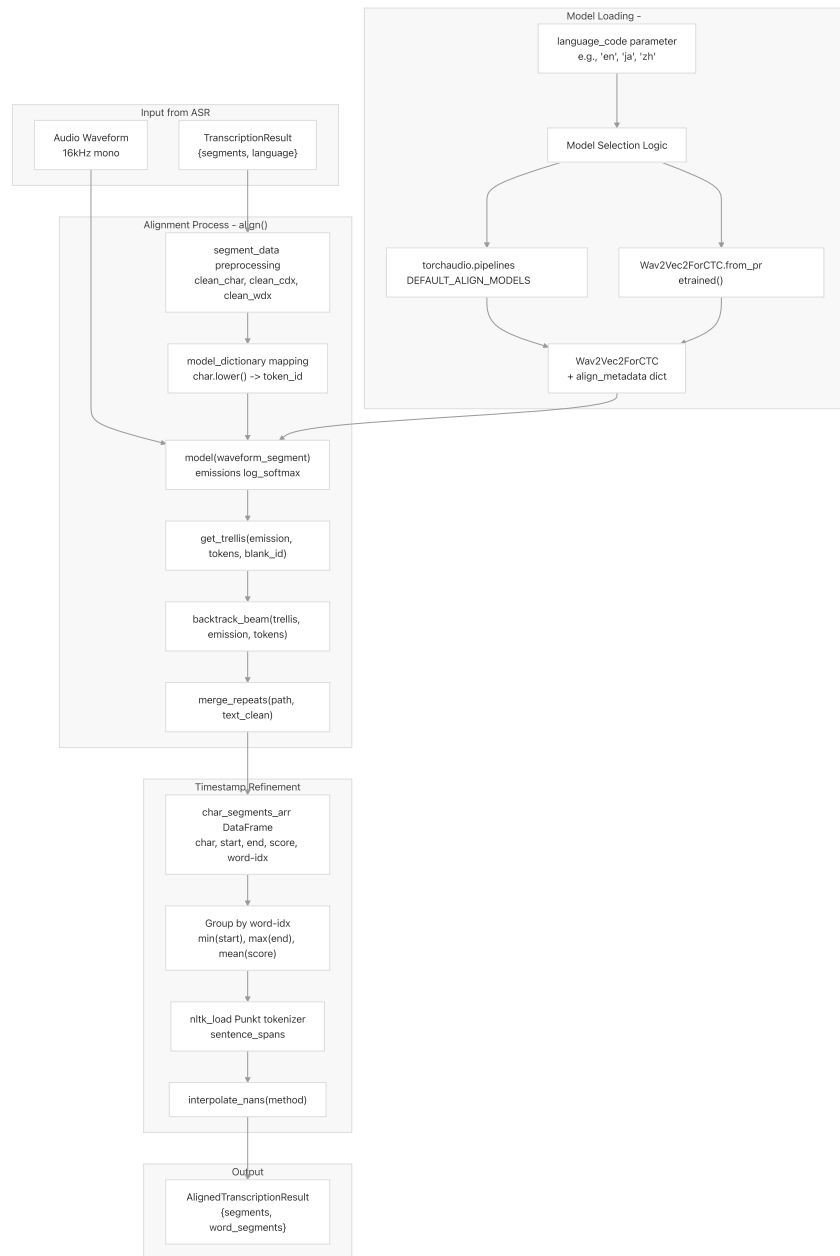 Model Loading -
language_code parameter
e.g., 'en', 'ja', 'zh'
Model Selection Logic
torchaudio.pipelines
DEFAULT_ALIGN_MODELS
Wav2Vec2ForCTC.from_pr
etrained()
Wav2Vec2ForCTC
+ align_metadata dict
Input from ASR
Audio Waveform
16kHz mono
TranscriptionResult
{segments, language}
Alignment Process - align()
segment_data
preprocessing
clean_char, clean_cdx,
clean_wdx
model_dictionary mapping
char.lower() -> token_id
model(waveform_segment)
emissions log_softmax
get_trellis(emission,
tokens, blank_id)
backtrack_beam(trellis,
emission, tokens)
merge_repeats(path,
text_clean)
Timestamp Refinement
char_segments_arr
DataFrame
char, start, end, score,
word-idx
Group by word-idx
min(start), max(end),
mean(score)
nltk_load Punkt tokenizer
sentence_spans
interpolate_nans(method)
Output
AlignedTranscriptionResult
{segments,
word_segments}